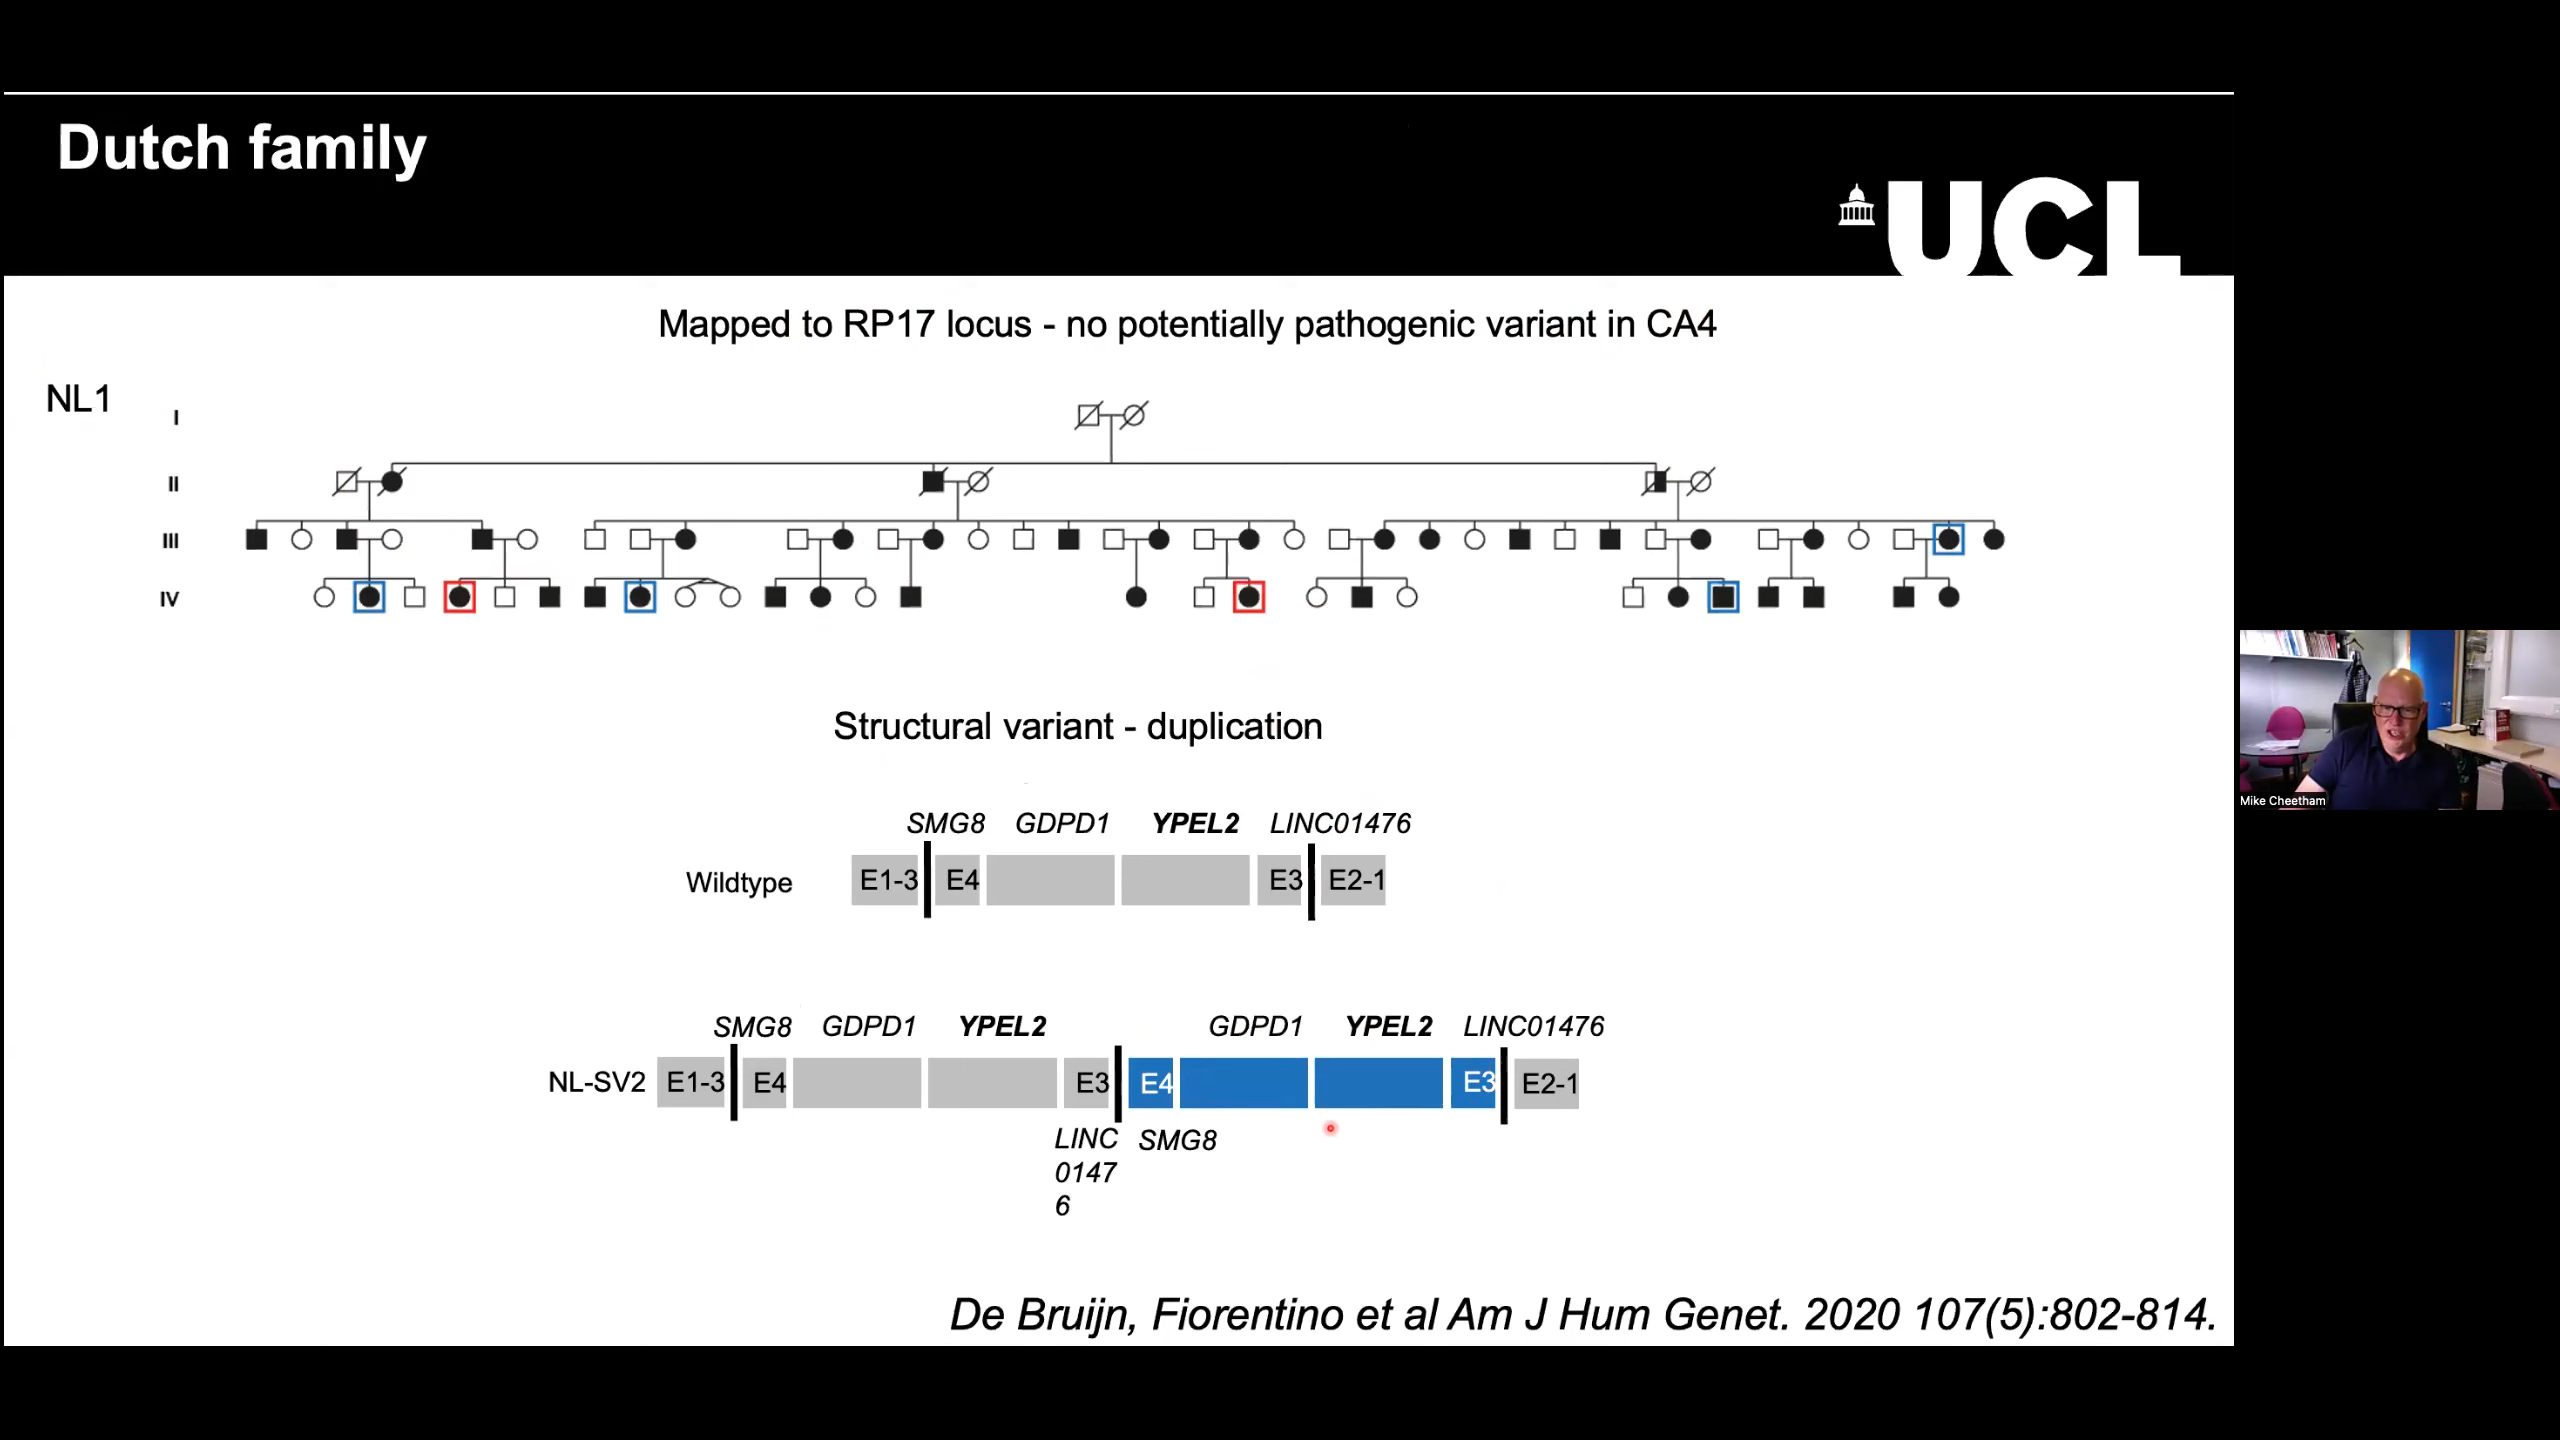 Dutch family
UCL
Mapped to RP17 locus - no potentially pathogenic variant in CA4
NL1
I
II
III
IV
Structural variant - duplication
SMG8 GDPD1 YPEL2 LINC01476
Wildtype E1-3 E4 E3 E2-1
SMG8 GDPD1 YPEL2 GDPD1 YPEL2 LINC01476
NL-SV2 E1-3 E4 E3 E4 E3 E2-1
LINC SMG8
0147
6
De Bruijn, Fiorentino et al Am J Hum Genet. 2020 107(5):802-814.
Mike Cheetham